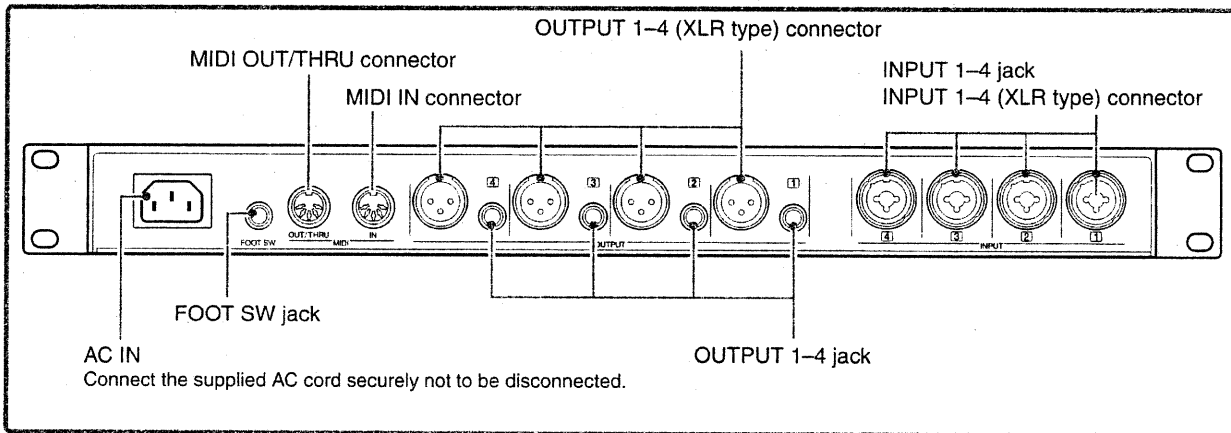 OUTPUT 1–4 (XLR type) connector
MIDI OUT/THRU connector
INPUT 1–4 jack
MIDI IN connector
INPUT 1–4 (XLR type) connector
4
3
2
1
FOOT SW
OUT/THRU
IN
MIDI
OUTPUT
4
3
2
1
INPUT
FOOT SW jack
AC IN
OUTPUT 1–4 jack
Connect the supplied AC cord securely not to be disconnected.